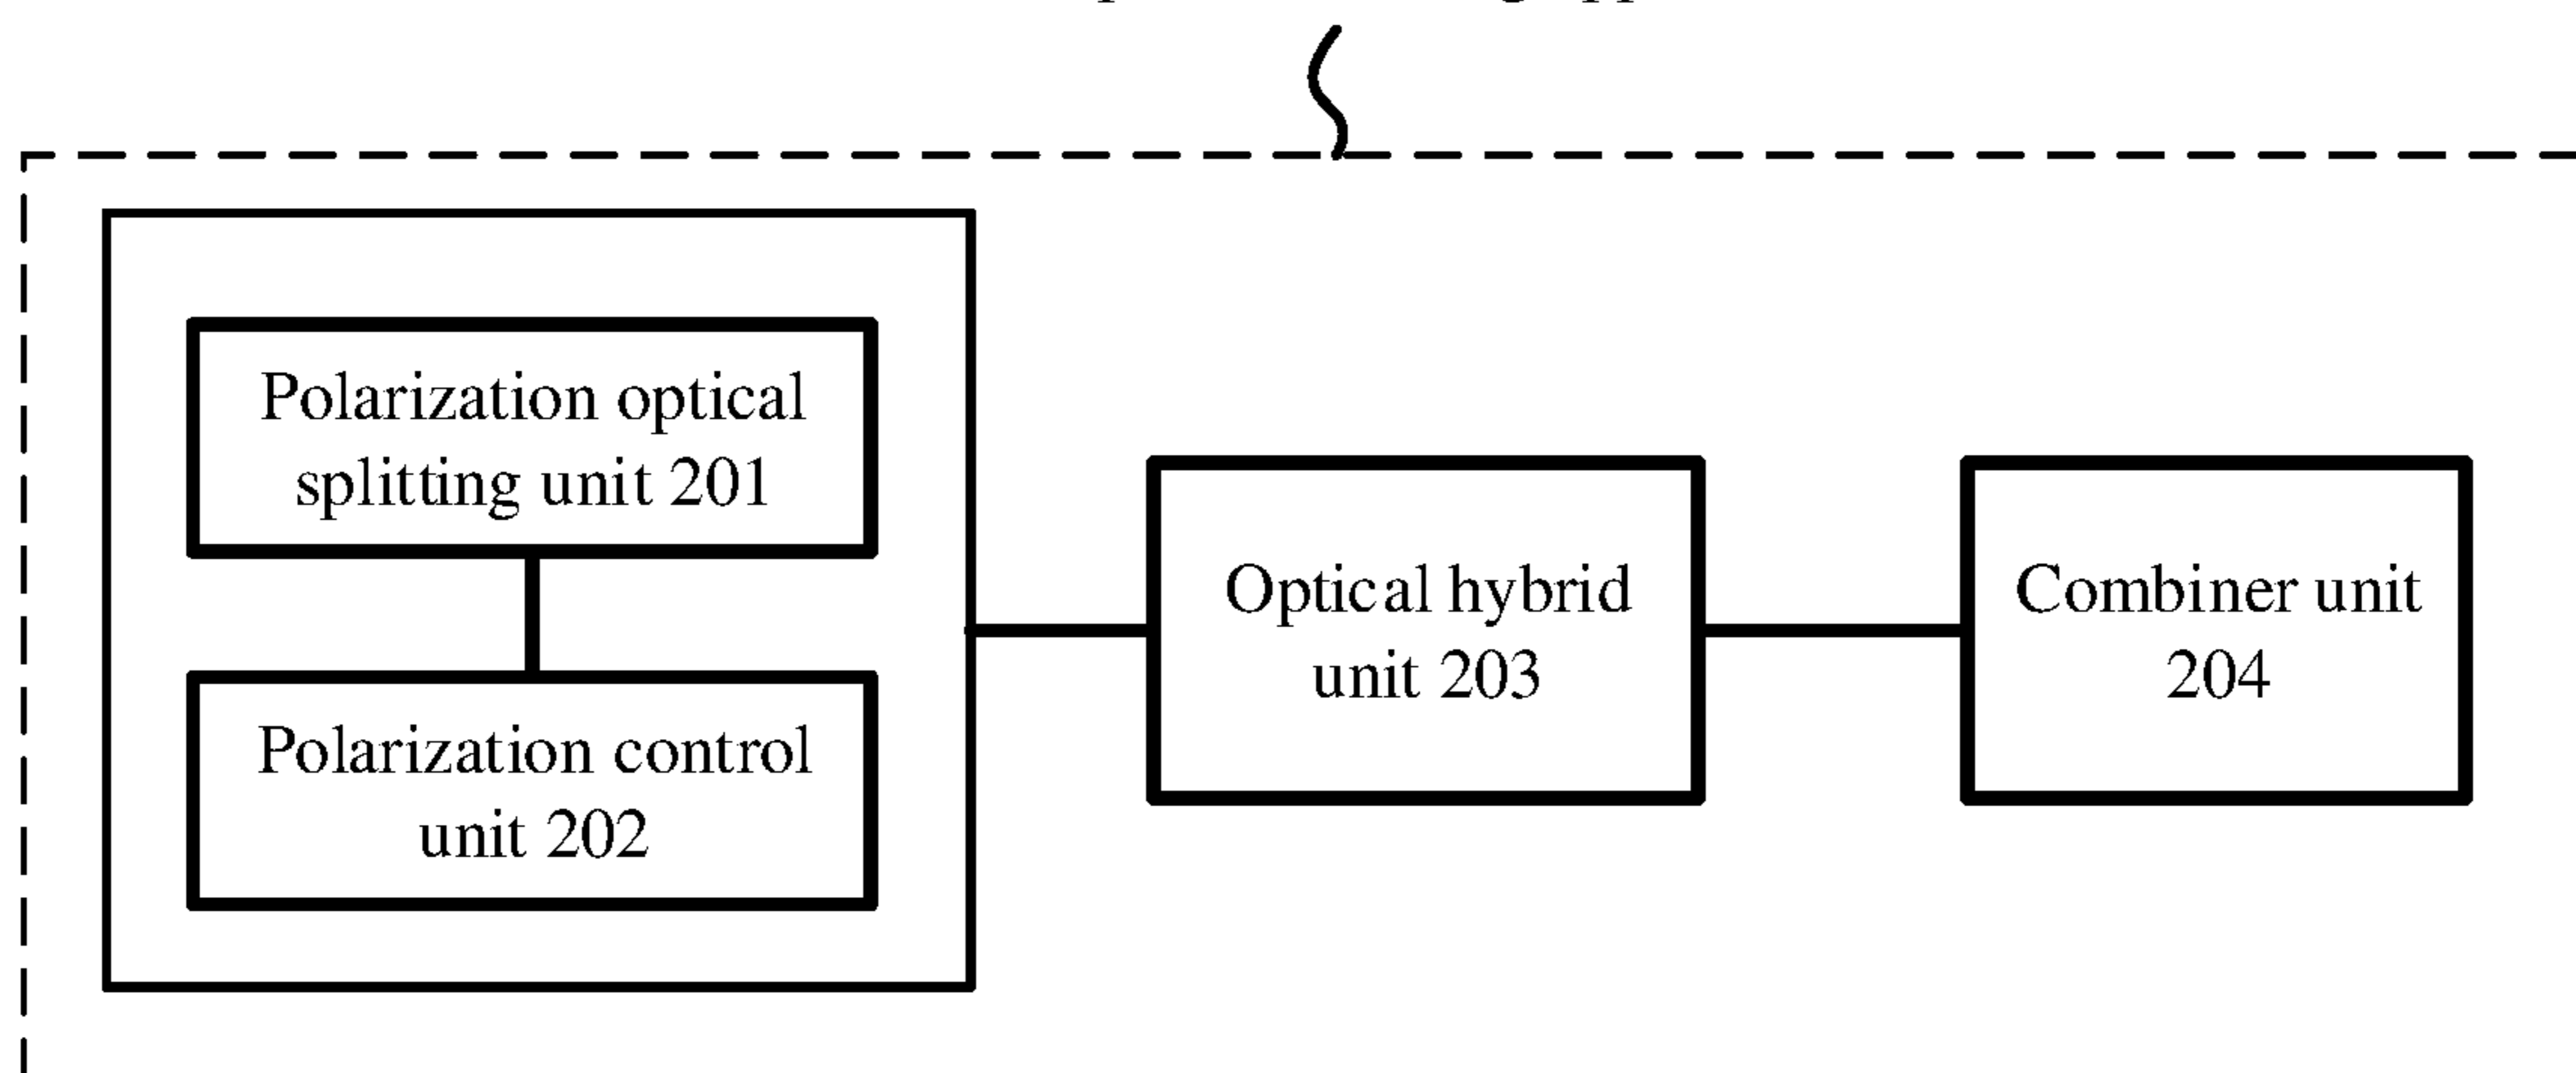 Polarization optical
splitting unit 201
Polarization control
unit 202
Optical hybrid
unit 203
Combiner unit
204